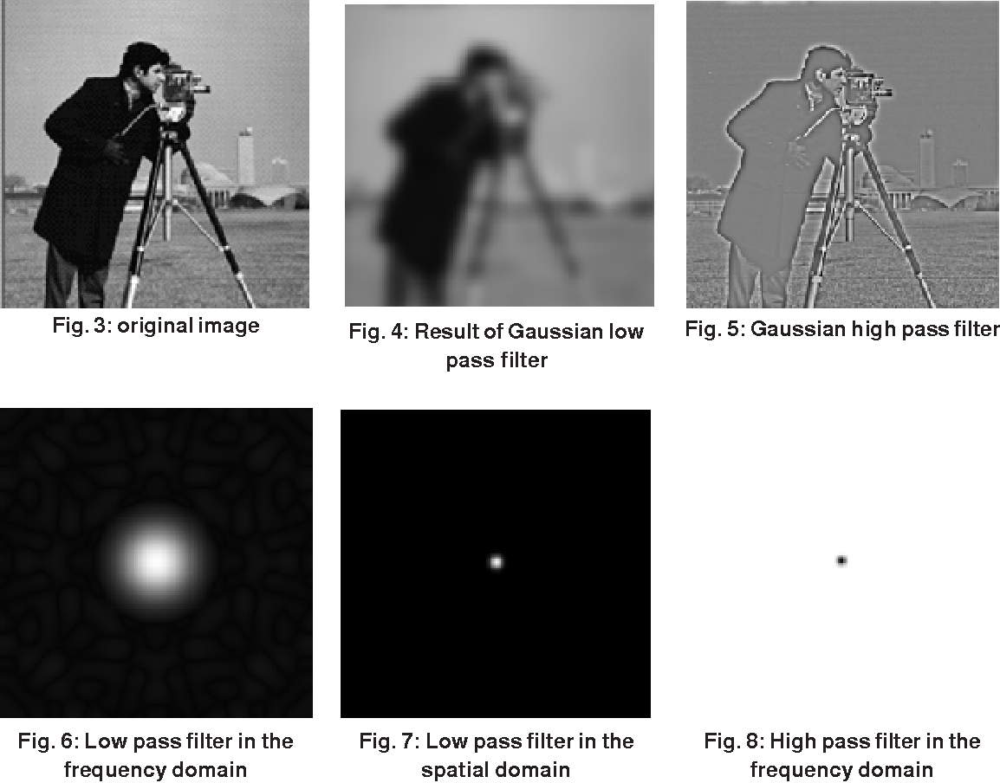 Fig. 3: original image
Fig. 4: Result of Gaussian low
pass filter
Fig. 5: Gaussian high pass filter
Fig. 6: Low pass filter in the
frequency domain
Fig. 7: Low pass filter in the
spatial domain
Fig. 8: High pass filter in the
frequency domain